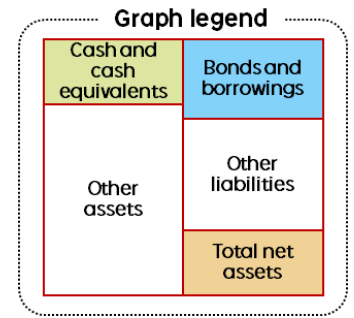 Graph legend
Cash and
cash
equivalents
Other
assets
Bonds and
borrowings
Other
liabilities
Total net
assets